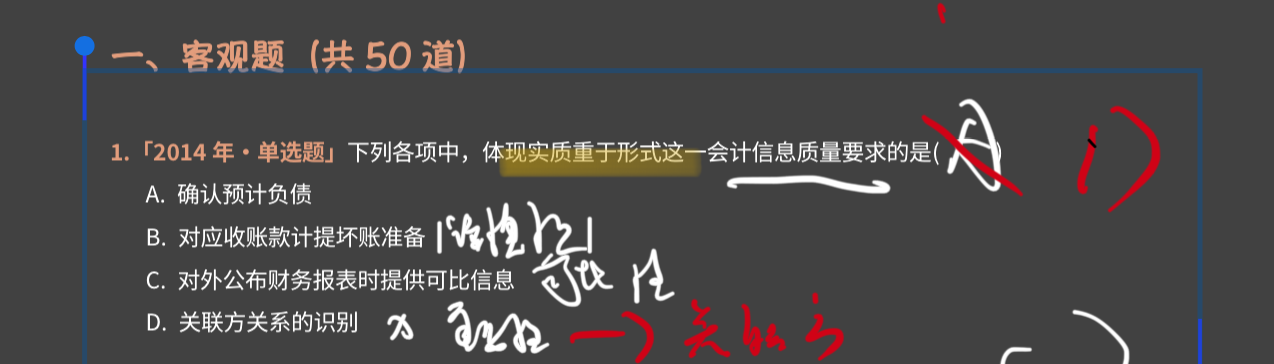 一、客观题（共 50 道）
1.「2014 年·单选题」下列各项中，体现实质重于形式这一会计信息质量要求的是( A )
A. 确认预计负债
B. 对应收账款计提坏账准备 谨慎性
C. 对外公布财务报表时提供可比信息 可比性
D. 关联方关系的识别 x 重要性 → 关联方